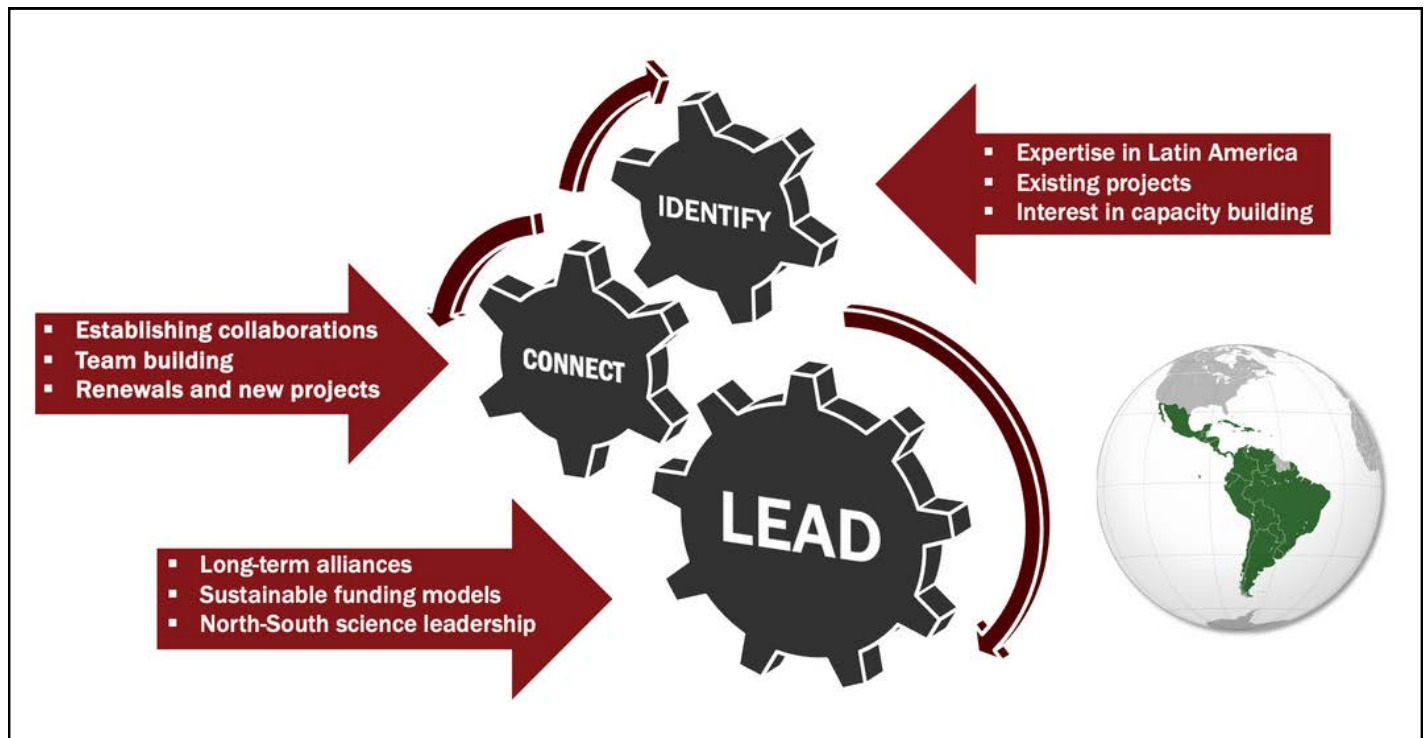 IDENTIFY
▪ Expertise in Latin America
▪ Existing projects
▪ Interest in capacity building
CONNECT
▪ Establishing collaborations
▪ Team building
▪ Renewals and new projects
LEAD
▪ Long-term alliances
▪ Sustainable funding models
▪ North-South science leadership